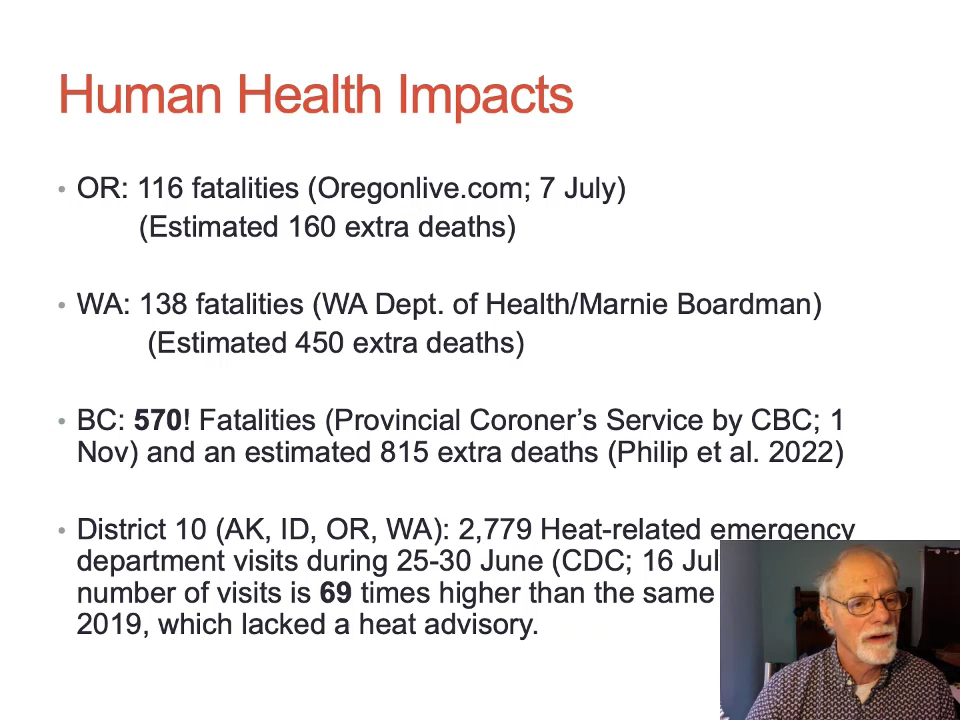 Human Health Impacts
• OR: 116 fatalities (Oregonlive.com; 7 July)
(Estimated 160 extra deaths)
• WA: 138 fatalities (WA Dept. of Health/Marnie Boardman)
(Estimated 450 extra deaths)
• BC: 570! Fatalities (Provincial Coroner’s Service by CBC; 1
Nov) and an estimated 815 extra deaths (Philip et al. 2022)
• District 10 (AK, ID, OR, WA): 2,779 Heat-related emergency
department visits during 25-30 June (CDC; 16 Jul
number of visits is 69 times higher than the same
2019, which lacked a heat advisory.